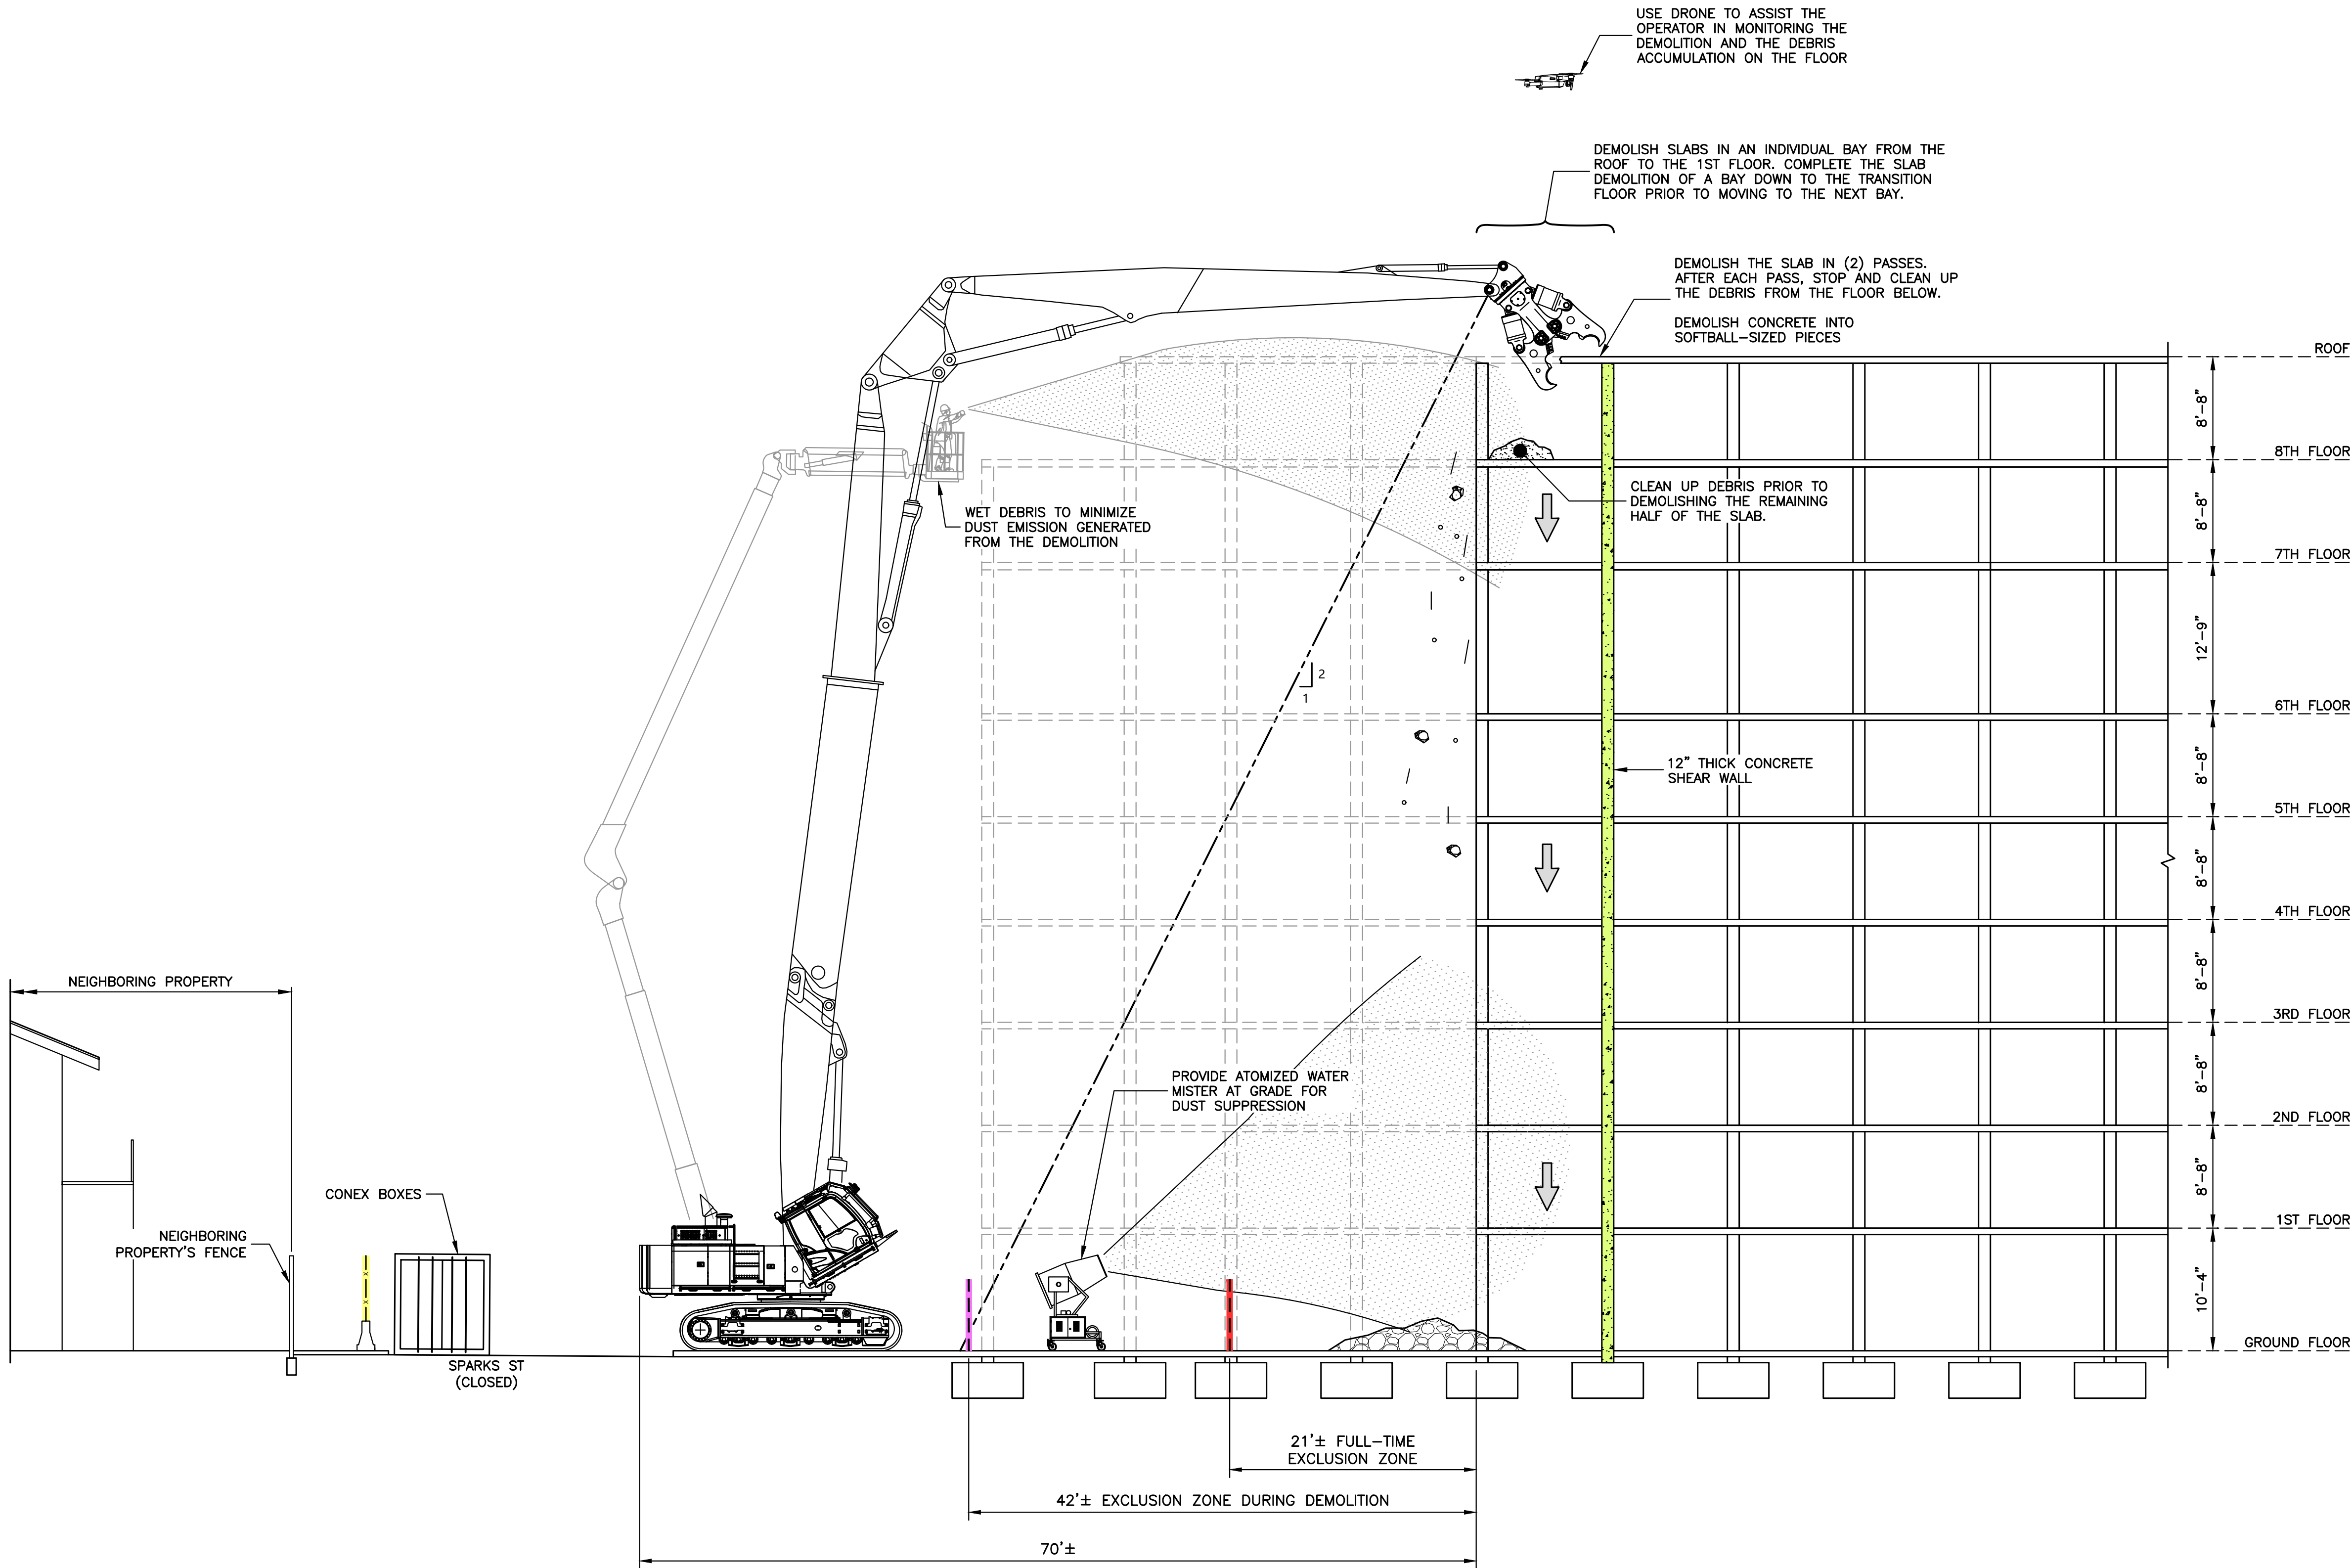 USE DRONE TO ASSIST THE
OPERATOR IN MONITORING THE
DEMOLITION AND THE DEBRIS
ACCUMULATION ON THE FLOOR
DEMOLISH SLABS IN AN INDIVIDUAL BAY FROM THE
ROOF TO THE 1ST FLOOR. COMPLETE THE SLAB
DEMOLITION OF A BAY DOWN TO THE TRANSITION
FLOOR PRIOR TO MOVING TO THE NEXT BAY.
DEMOLISH THE SLAB IN (2) PASSES.
AFTER EACH PASS, STOP AND CLEAN UP
THE DEBRIS FROM THE FLOOR BELOW.
DEMOLISH CONCRETE INTO
SOFTBALL-SIZED PIECES
ROOF
8'-8"
8TH FLOOR
CLEAN UP DEBRIS PRIOR TO
DEMOLISHING THE REMAINING
HALF OF THE SLAB.
WET DEBRIS TO MINIMIZE
DUST EMISSION GENERATED
FROM THE DEMOLITION
8'-8"
7TH FLOOR
12'-9"
2
1
6TH FLOOR
12" THICK CONCRETE
SHEAR WALL
8'-8"
5TH FLOOR
8'-8"
4TH FLOOR
8'-8"
NEIGHBORING PROPERTY
3RD FLOOR
8'-8"
PROVIDE ATOMIZED WATER
MISTER AT GRADE FOR
DUST SUPPRESSION
2ND FLOOR
8'-8"
CONEX BOXES
1ST FLOOR
NEIGHBORING
PROPERTY'S FENCE
10'-4"
GROUND FLOOR
SPARKS ST
(CLOSED)
21'± FULL-TIME
EXCLUSION ZONE
42'± EXCLUSION ZONE DURING DEMOLITION
70'±